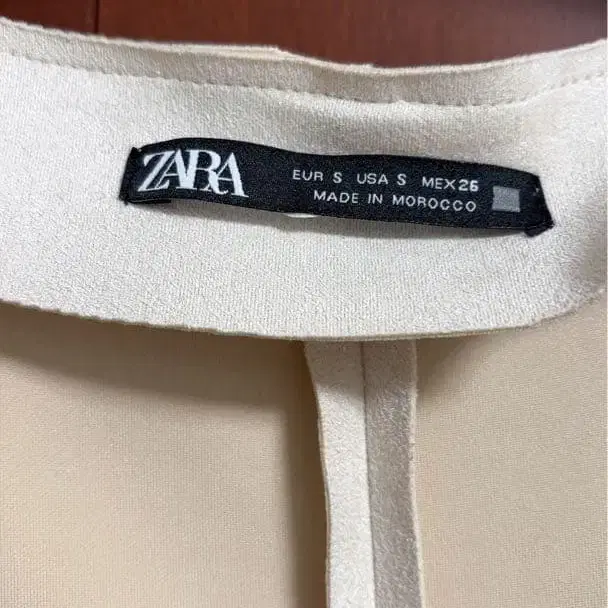 ZARA
EUR S USA S MEX 26
MADE IN MOROCCO